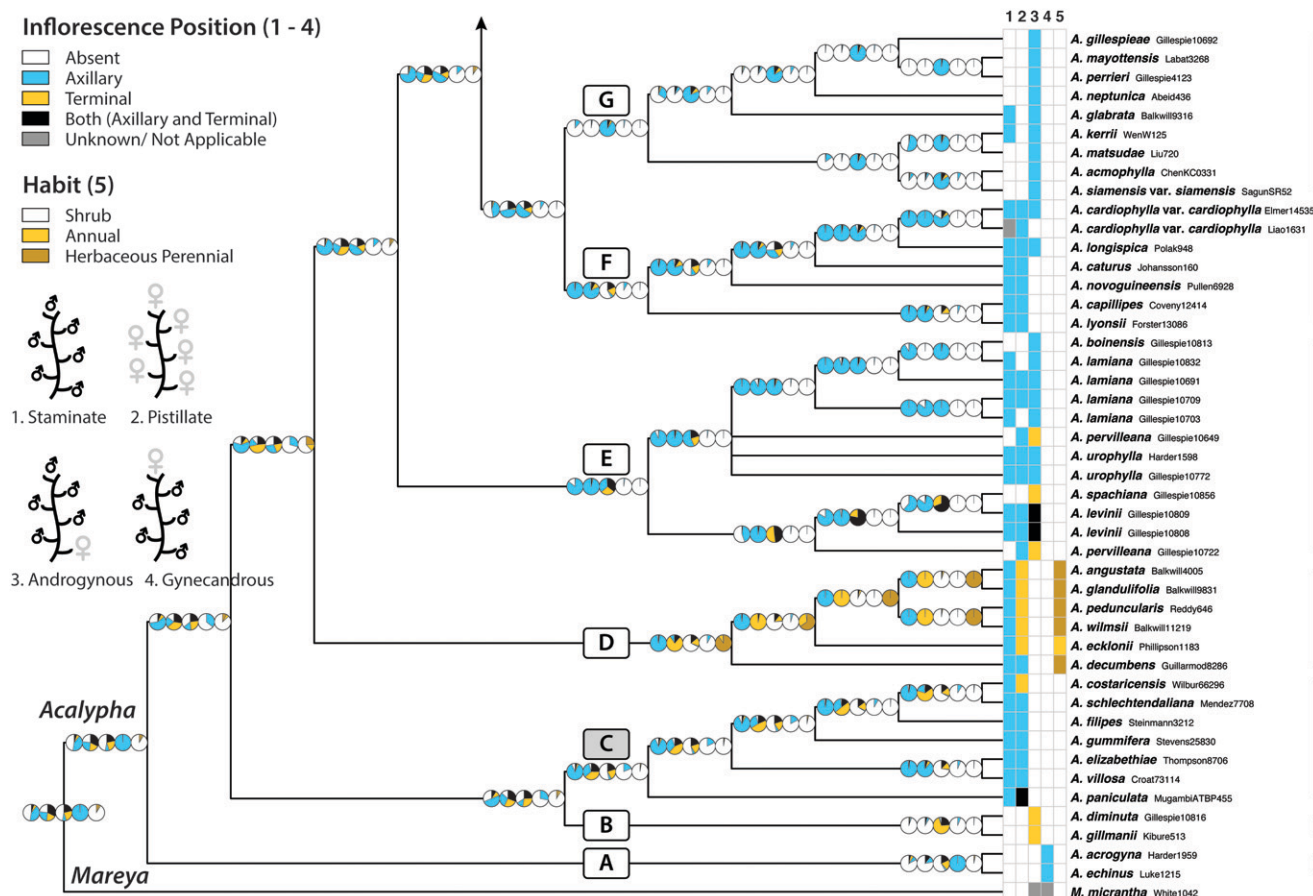 Inflorescence Position (1 - 4)
Absent
Axillary
Terminal
Both (Axillary and Terminal)
Unknown/ Not Applicable
Habit (5)
Shrub
Annual
Herbaceous Perennial
1. Staminate
2. Pistillate
3. Androgynous
4. Gynecandrous
Acalypha
Mareya
G
F
E
D
C
B
A
1 2 3 4 5
A. gillespieae Gillespie10692
A. mayottensis Labat3268
A. perrieri Gillespie4123
A. neptunica Abeid436
A. glabrata Balkwill9316
A. kerrii WenW125
A. matsudae Liu720
A. acmophylla ChenKC0331
A. siamensis var. siamensis SagunSR52
A. cardiophylla var. cardiophylla Elmer14535
A. cardiophylla var. cardiophylla Liao1631
A. longispica Polak948
A. caturus Johansson160
A. novoguineensis Pullen6928
A. capillipes Coveny12414
A. lyonsii Forster13086
A. boinensis Gillespie10813
A. lamiana Gillespie10832
A. lamiana Gillespie10691
A. lamiana Gillespie10709
A. lamiana Gillespie10703
A. pervilleana Gillespie10649
A. urophylla Harder1598
A. urophylla Gillespie10772
A. spachiana Gillespie10856
A. levinii Gillespie10809
A. levinii Gillespie10808
A. pervilleana Gillespie10722
A. angustata Balkwill4005
A. glandulifolia Balkwill9831
A. peduncularis Reddy646
A. wilmsii Balkwill11219
A. ecklonii Phillipson1183
A. decumbens Guillarmod8286
A. costaricensis Wilbur66296
A. schlechtendaliana Mendez7708
A. filipes Steinmann3212
A. gummifera Stevens25830
A. elizabethiae Thompson8706
A. villosa Croat73114
A. paniculata MugambiATBP455
A. diminuta Gillespie10816
A. gillmanii Kibure513
A. acrogyna Harder1959
A. echinus Luke1215
M. micrantha White1042